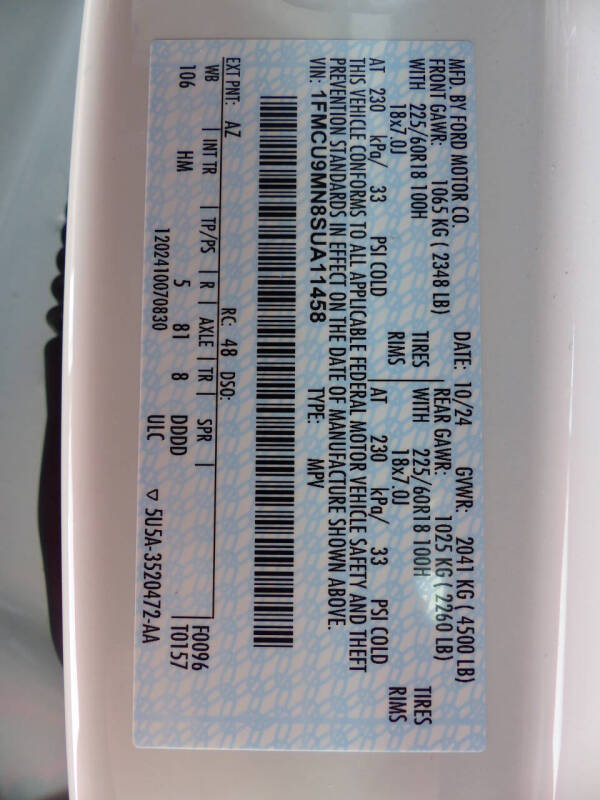 MFD. BY FORD MOTOR CO. DATE: 10/24 GVWR: 2041 KG ( 4500 LB)
FRONT GAWR: 1065 KG ( 2348 LB) REAR GAWR: 1025 KG ( 2260 LB)
WITH 225/60R18 100H TIRES WITH 225/60R18 100H TIRES
18x7.0J RIMS 18x7.0J RIMS
AT 230 kPa/ 33 PSI COLD AT 230 kPa/ 33 PSI COLD
THIS VEHICLE CONFORMS TO ALL APPLICABLE FEDERAL MOTOR VEHICLE SAFETY AND THEFT
PREVENTION STANDARDS IN EFFECT ON THE DATE OF MANUFACTURE SHOWN ABOVE.
VIN: 1FMCU9MN8SUA11458 TYPE: MPV
EXT PNT: AZ RC: 48 DSO: F0096
WB | INT TR | TP/PS | R | AXLE | TR | SPR | T0157
106 HM 5 81 8 DDDD
1202410070830 ULC ▽ 5U5A-3520472-AA